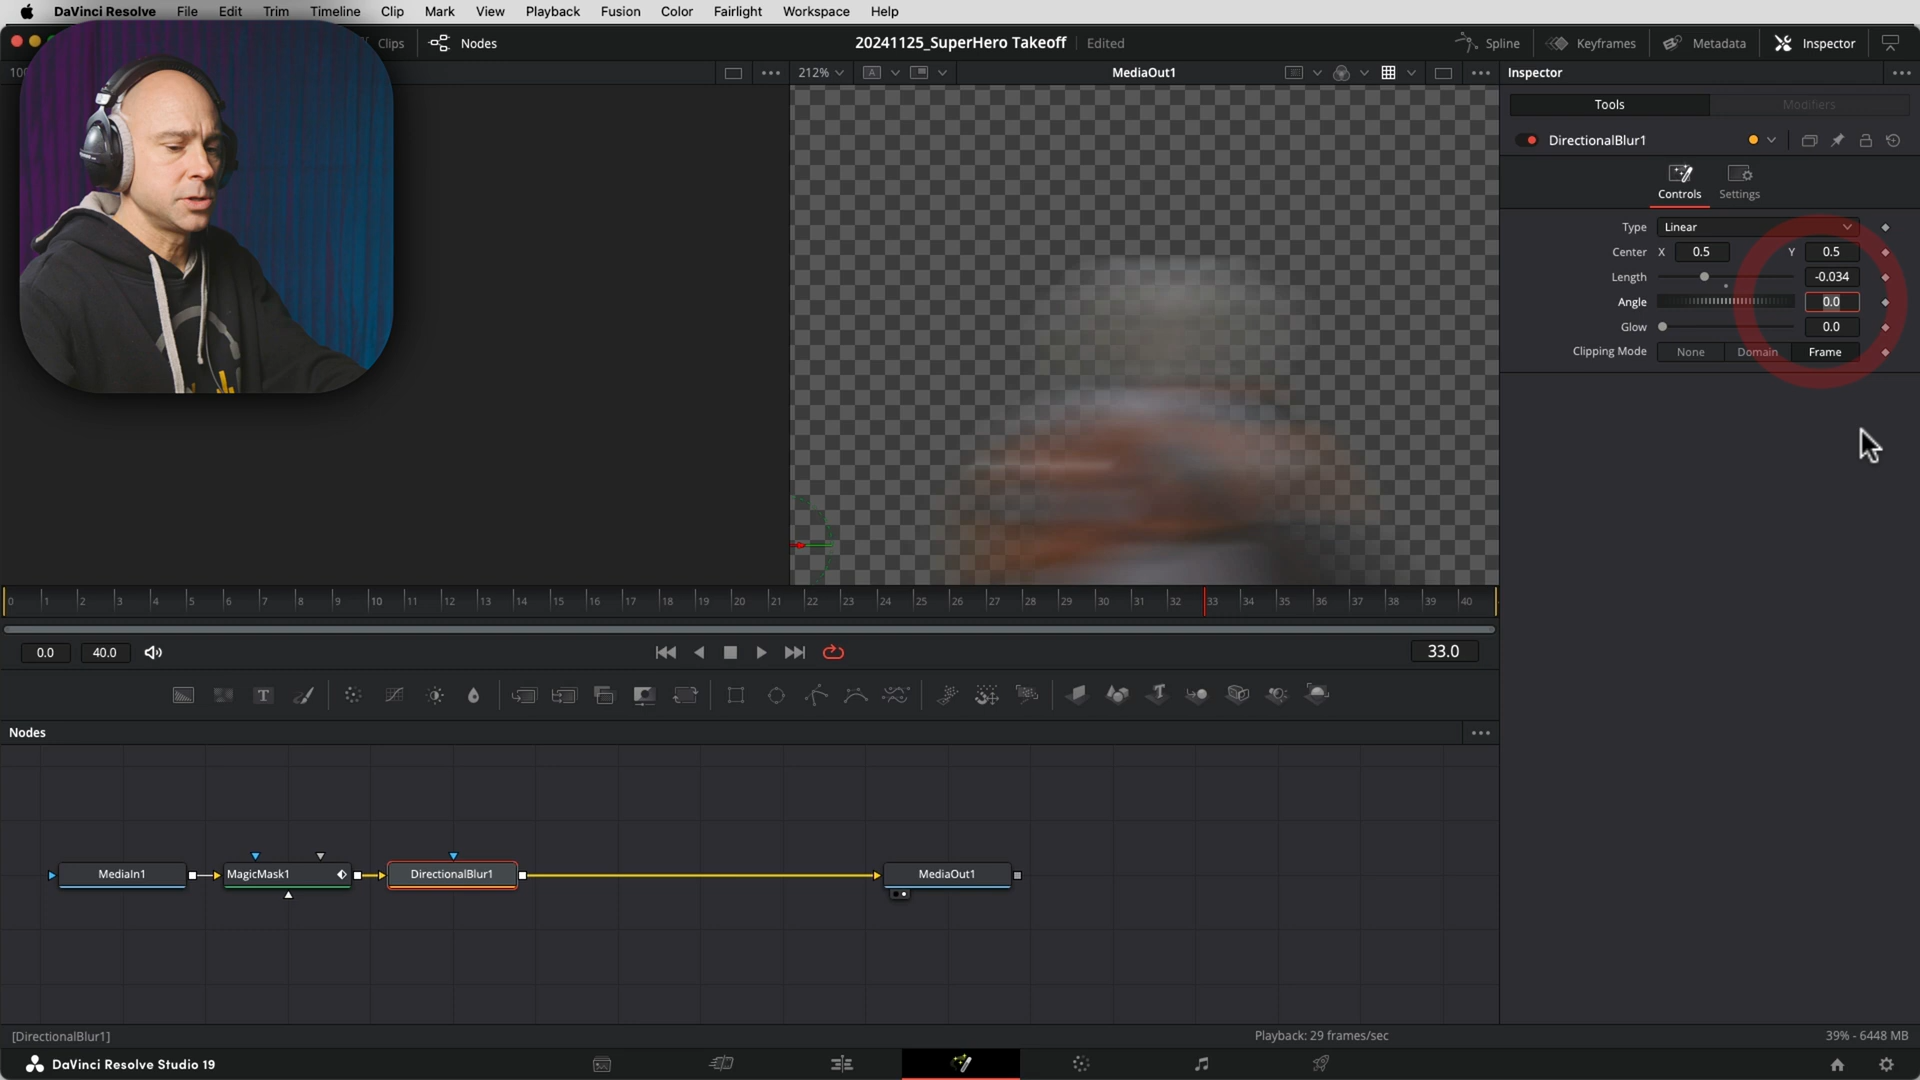 DaVinci Resolve File Edit Trim Timeline Clip Mark View Playback Fusion Color Fairlight Workspace Help
Clips Nodes 20241125_SuperHero Takeoff Edited Spline Keyframes Metadata Inspector
212% A MediaOut1 Inspector
Tools Modifiers
DirectionalBlur1
Controls Settings
Type Linear
Center X 0.5 Y 0.5
Length -0.034
Angle 0.0
Glow 0.0
Clipping Mode None Domain Frame
0 1 2 3 4 5 6 7 8 9 10 11 12 13 14 15 16 17 18 19 20 21 22 23 24 25 26 27 28 29 30 31 32 33 34 35 36 37 38 39 40
0.0 40.0 33.0
T
Nodes
MediaIn1 MagicMask1 DirectionalBlur1 MediaOut1
[DirectionalBlur1] Playback: 29 frames/sec 39% - 6448 MB
DaVinci Resolve Studio 19